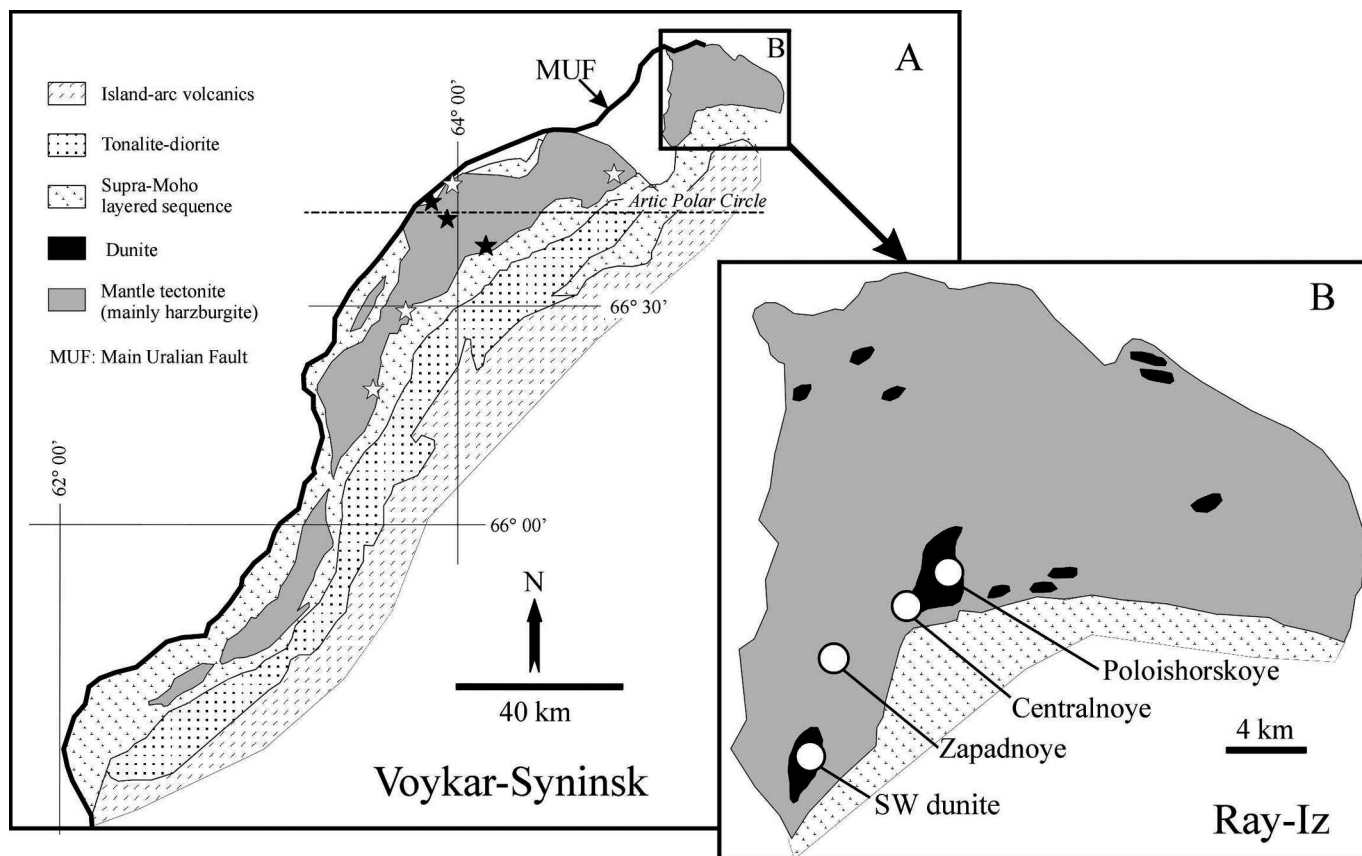 A
B
MUF
Island-arc volcanics
Tonalite-diorite
Supra-Moho
layered sequence
Dunite
Mantle tectonite
(mainly harzburgite)
MUF: Main Uralian Fault
64° 00'
Artic Polar Circle
66° 30'
62° 00'
66° 00'
N
40 km
Voykar-Syninsk
B
Poloishorskoye
Centralnoye
Zapadnoye
4 km
SW dunite
Ray-Iz